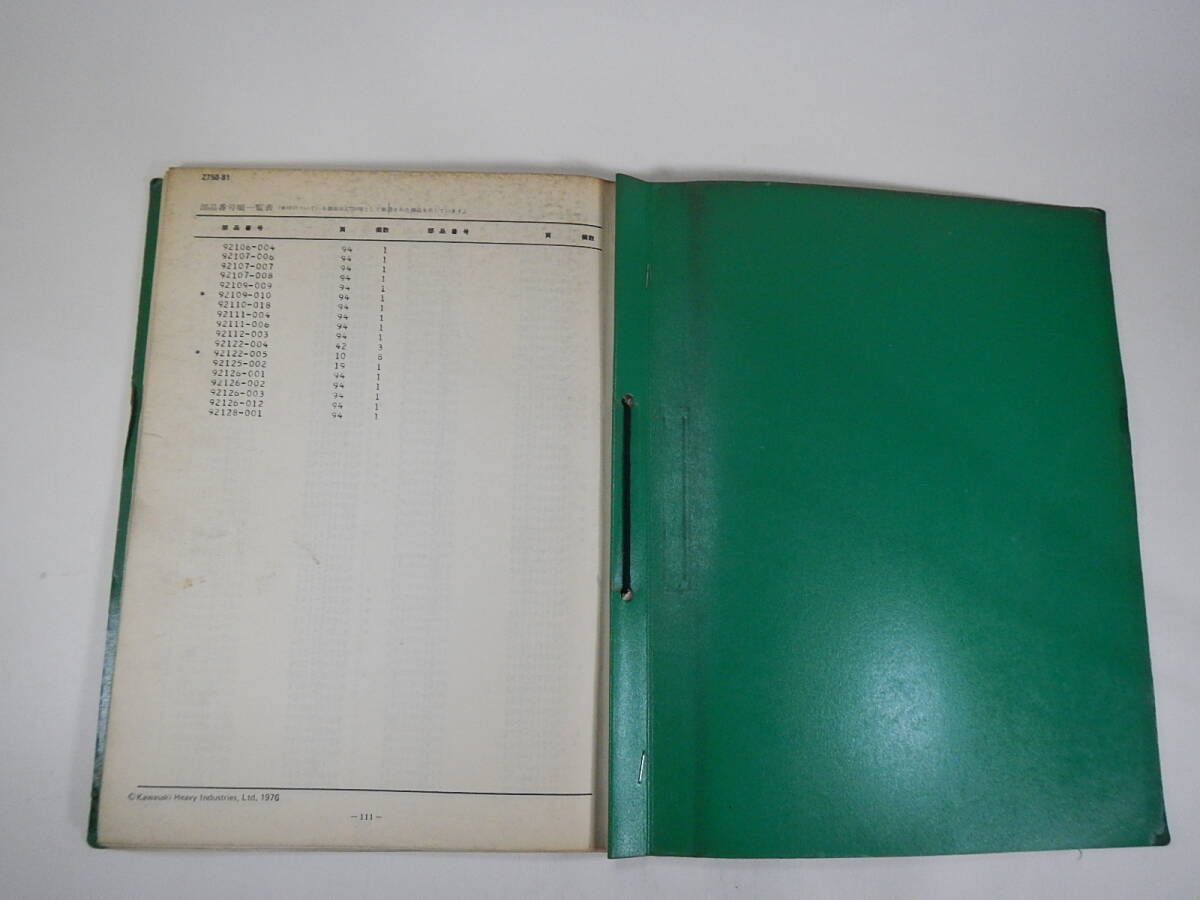 Z750-B1
部品番号順一覧表
部品番号 頁 個数 部品番号 頁 個数
92106-004 94 1
92107-006 94 1
92107-007 94 1
92107-008 94 1
92109-009 94 1
* 92109-010 94 1
92110-018 94 1
92111-004 94 1
92111-006 94 1
92112-003 94 1
92122-004 42 3
* 92122-005 10 8
92125-002 19 1
92126-001 94 1
92126-002 94 1
92126-003 94 1
92126-012 94 1
92128-001 94 1
©Kawasaki Heavy Industries, Ltd. 1976
-111-